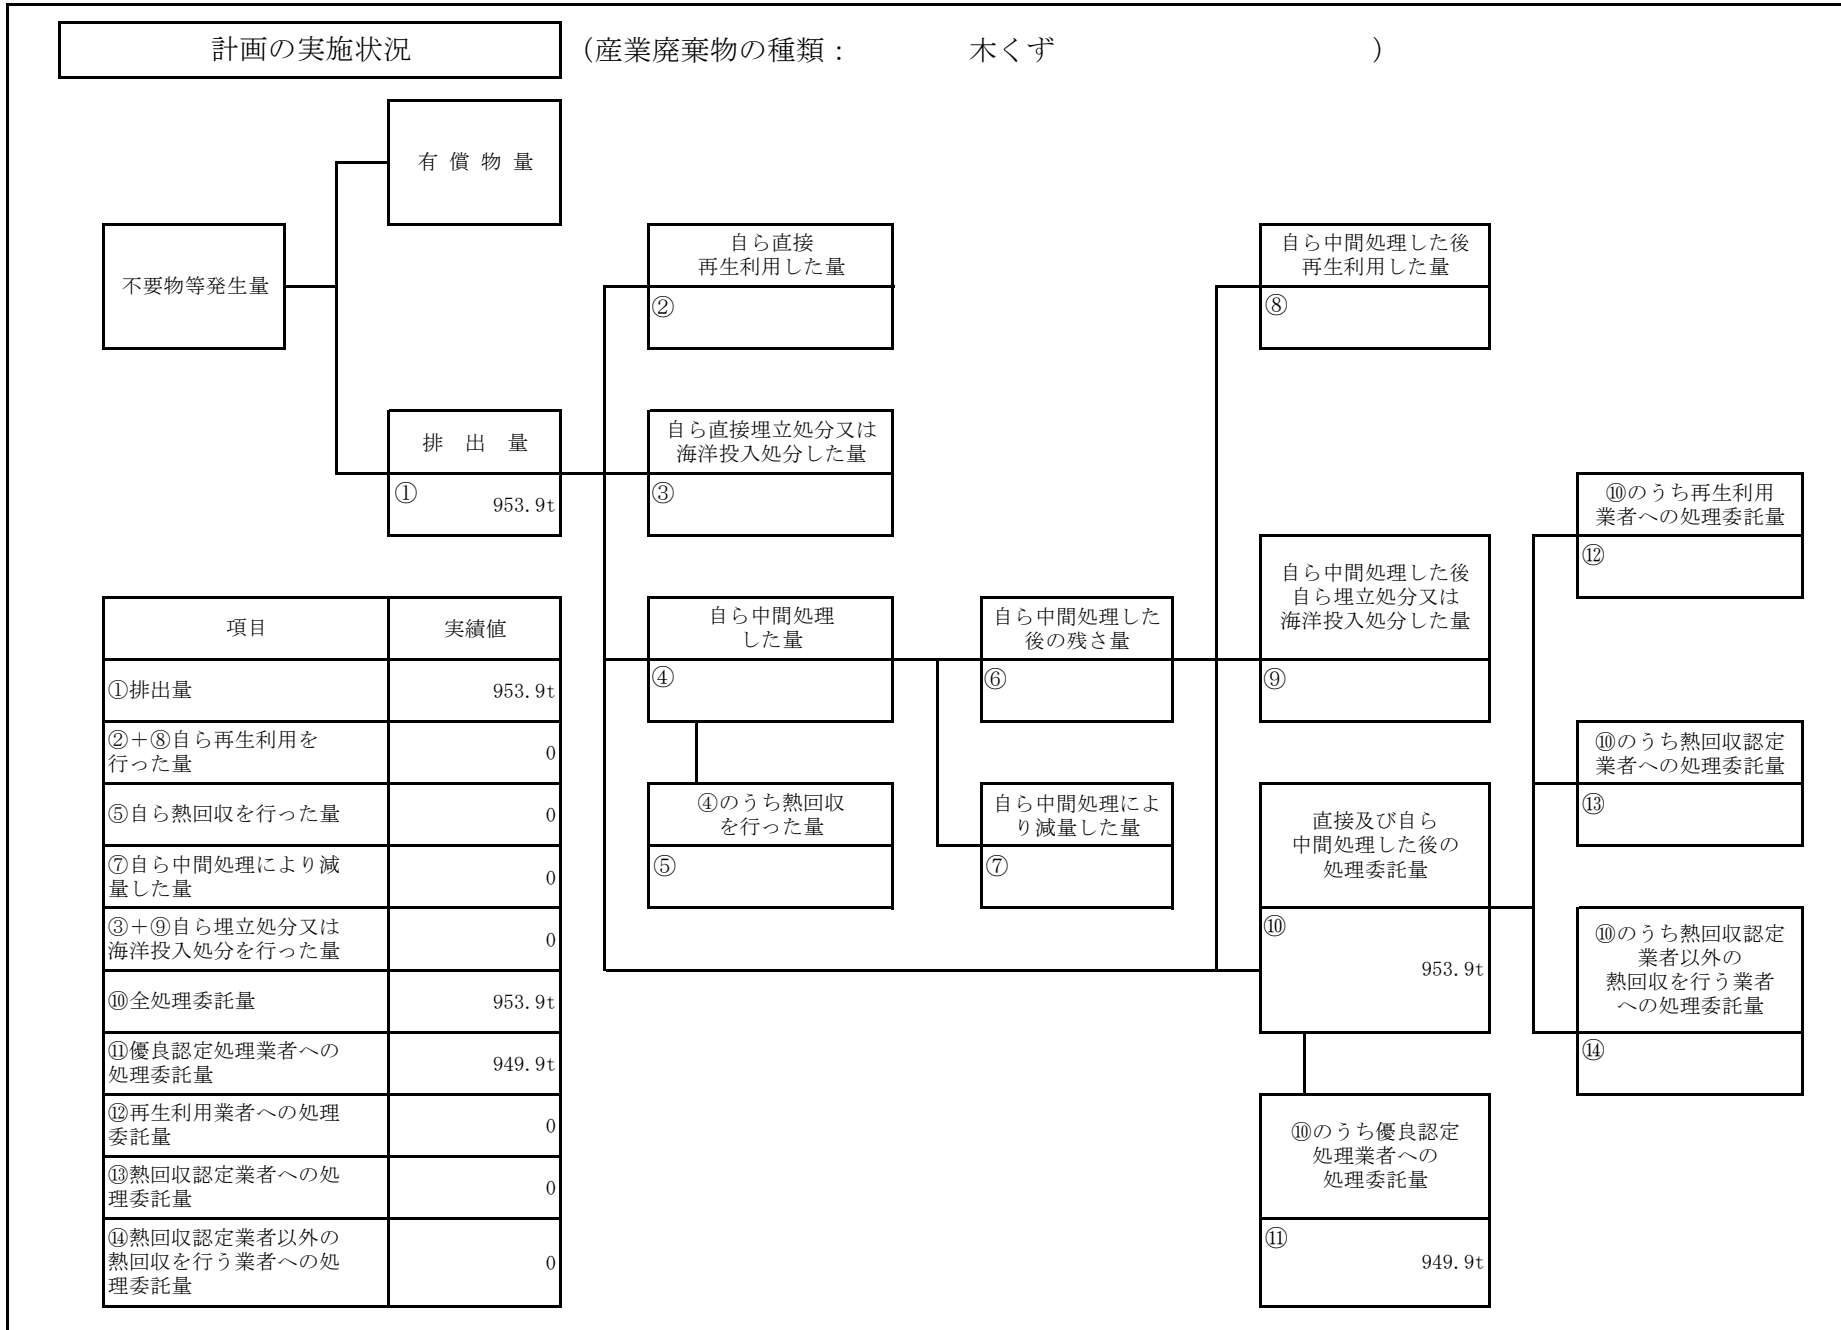 計画の実施状況
（産業廃棄物の種類： 木くず ）
有 償 物 量
不要物等発生量
自ら直接
再生利用した量
②
自ら中間処理した後
再生利用した量
⑧
排 出 量
① 953.9t
自ら直接埋立処分又は
海洋投入処分した量
③
⑩のうち再生利用
業者への処理委託量
⑫
自ら中間処理した後
自ら埋立処分又は
海洋投入処分した量
⑨
自ら中間処理
した量
④
自ら中間処理した
後の残さ量
⑥
④のうち熱回収
を行った量
⑤
自ら中間処理によ
り減量した量
⑦
直接及び自ら
中間処理した後の
処理委託量
⑩
953.9t
⑩のうち熱回収認定
業者への処理委託量
⑬
⑩のうち熱回収認定
業者以外の
熱回収を行う業者
への処理委託量
⑭
⑩のうち優良認定
処理業者への
処理委託量
⑪
949.9t
項目 実績値
①排出量 953.9t
②＋⑧自ら再生利用を
行った量 0
⑤自ら熱回収を行った量 0
⑦自ら中間処理により減
量した量 0
③＋⑨自ら埋立処分又は
海洋投入処分を行った量 0
⑩全処理委託量 953.9t
⑪優良認定処理業者への
処理委託量 949.9t
⑫再生利用業者への処理
委託量 0
⑬熱回収認定業者への処
理委託量 0
⑭熱回収認定業者以外の
熱回収を行う業者への処
理委託量 0